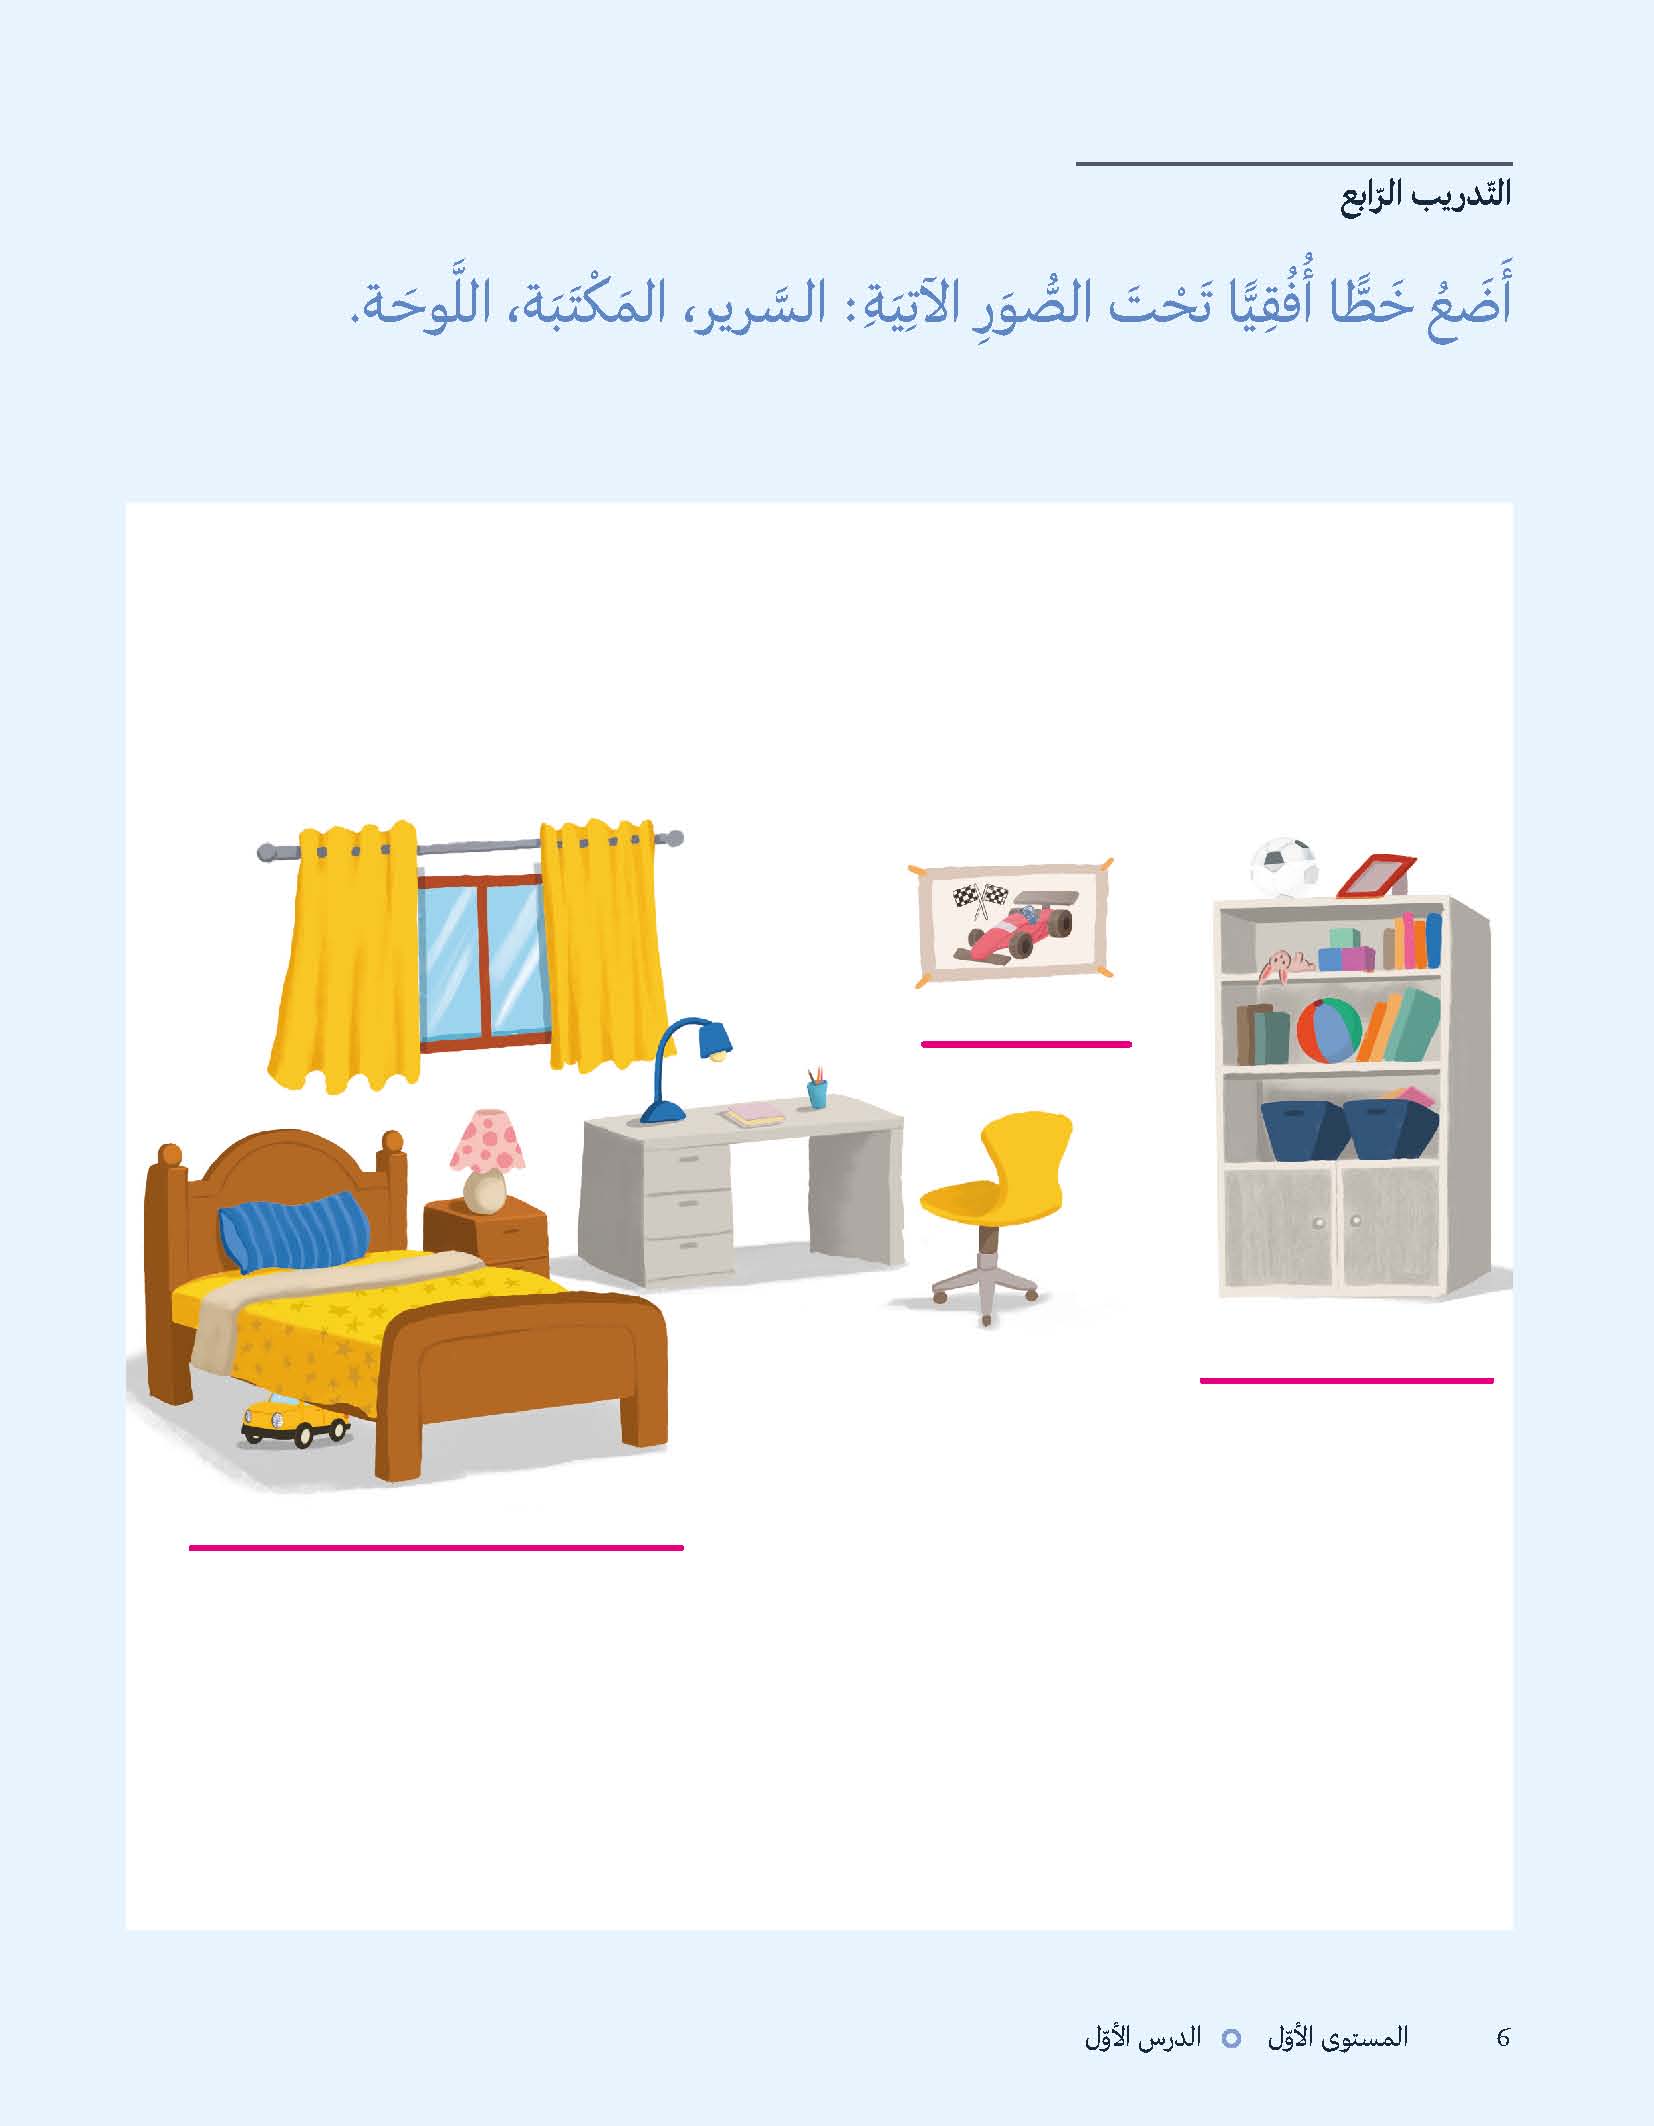 التّدريب الرّابع
أَضَعُ خَطًّا أُفُقِيًّا تَحْتَ الصُّوَرِ الآتِيَةِ: السَّرير، المَكْتَبَة، اللَّوحَة.
6 المستوى الأوّل الدرس الأوّل